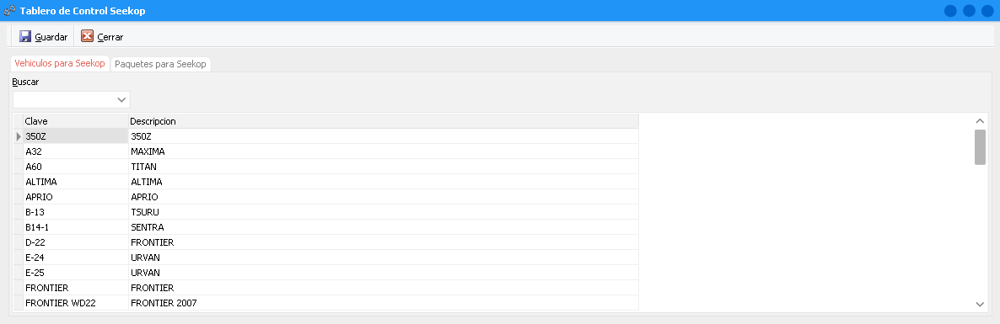 Tablero de Control Seekop
Guardar Cerrar
Vehiculos para Seekop Paquetes para Seekop
Buscar
Clave Descripcion
350Z 350Z
A32 MAXIMA
A60 TITAN
ALTIMA ALTIMA
APRIO APRIO
B-13 TSURU
B14-1 SENTRA
D-22 FRONTIER
E-24 URVAN
E-25 URVAN
FRONTIER FRONTIER
FRONTIER WD22 FRONTIER 2007